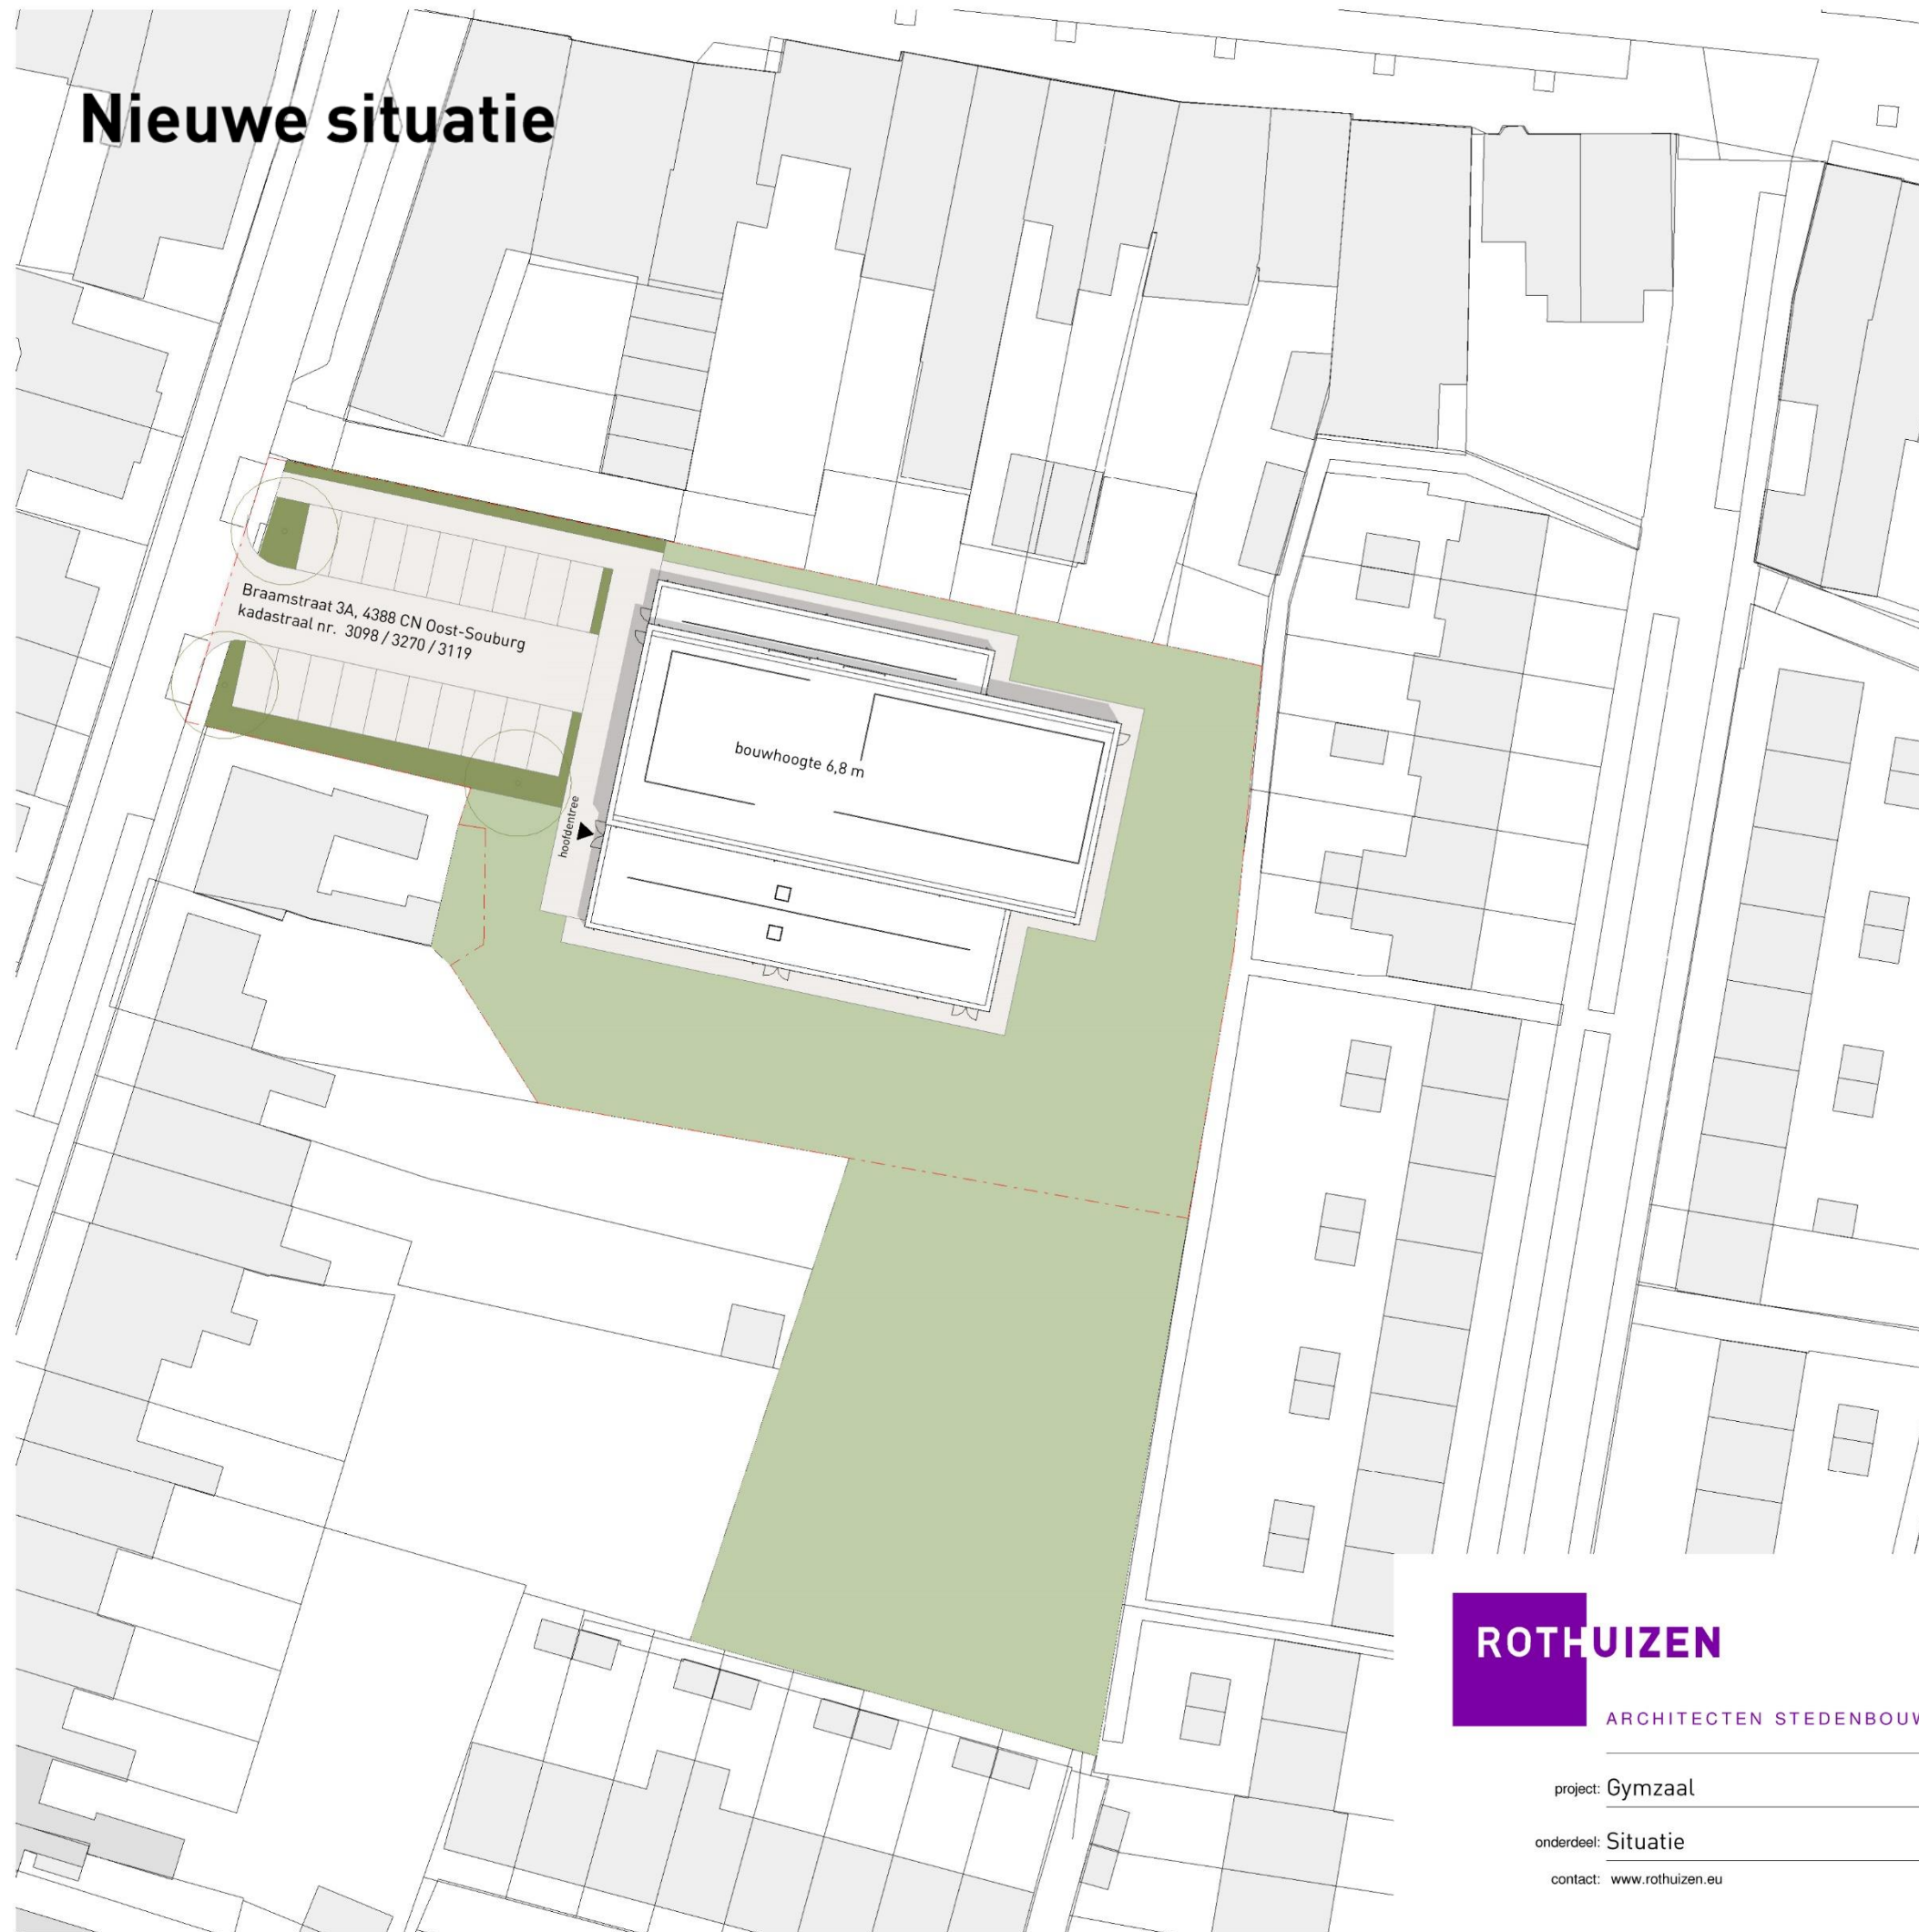 Nieuwe situatie
Braamstraat 3A, 4388 CN Oost-Souburg
kadastraal nr. 3098 / 3270 / 3119
bouwhoogte 6,8 m
hoofdentree
ROTHUIZEN
ARCHITECTEN STEDENBOUW
project: Gymzaal
onderdeel: Situatie
contact: www.rothuizen.eu